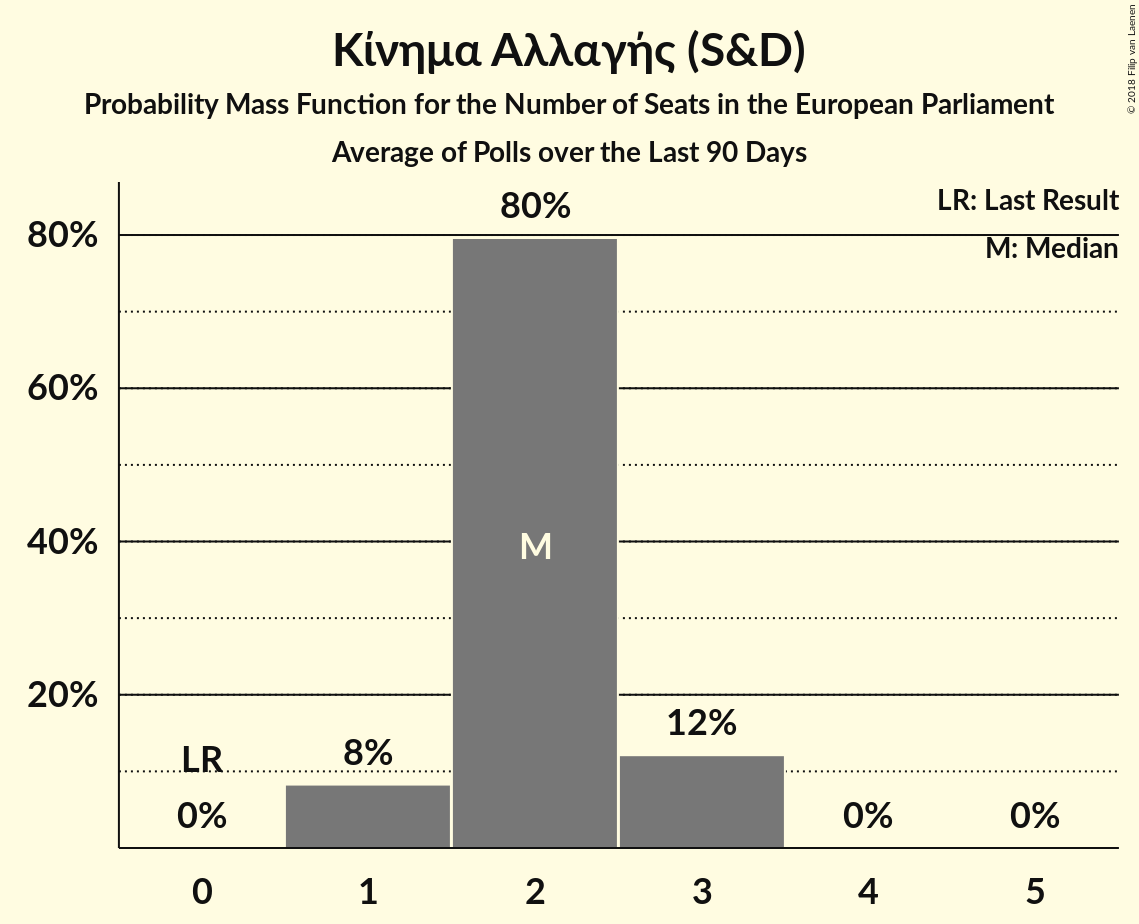 Κίνημα Αλλαγής (S&D)
Probability Mass Function for the Number of Seats in the European Parliament
Average of Polls over the Last 90 Days
© 2018 Filip van Laenen
LR: Last Result
M: Median
80%
80%
60%
40%
M
20%
12%
LR
8%
0%
0%
0%
0 1 2 3 4 5